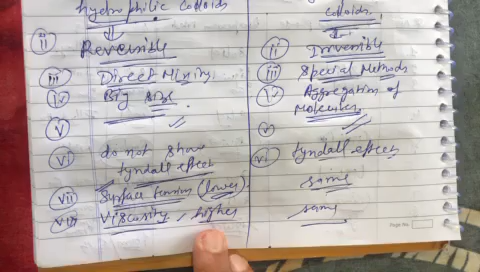 hydrophilic Colloids
colloids
ii Reversible
ii Irreversible
iii Direct Mixing
iii Special Methods
iv Big size
iv Aggregation of
Molecules
v
v
vi do not show
tyndall effect
vi tyndall effect
vii Surface tension (lower)
same
viii Viscosity, higher
same